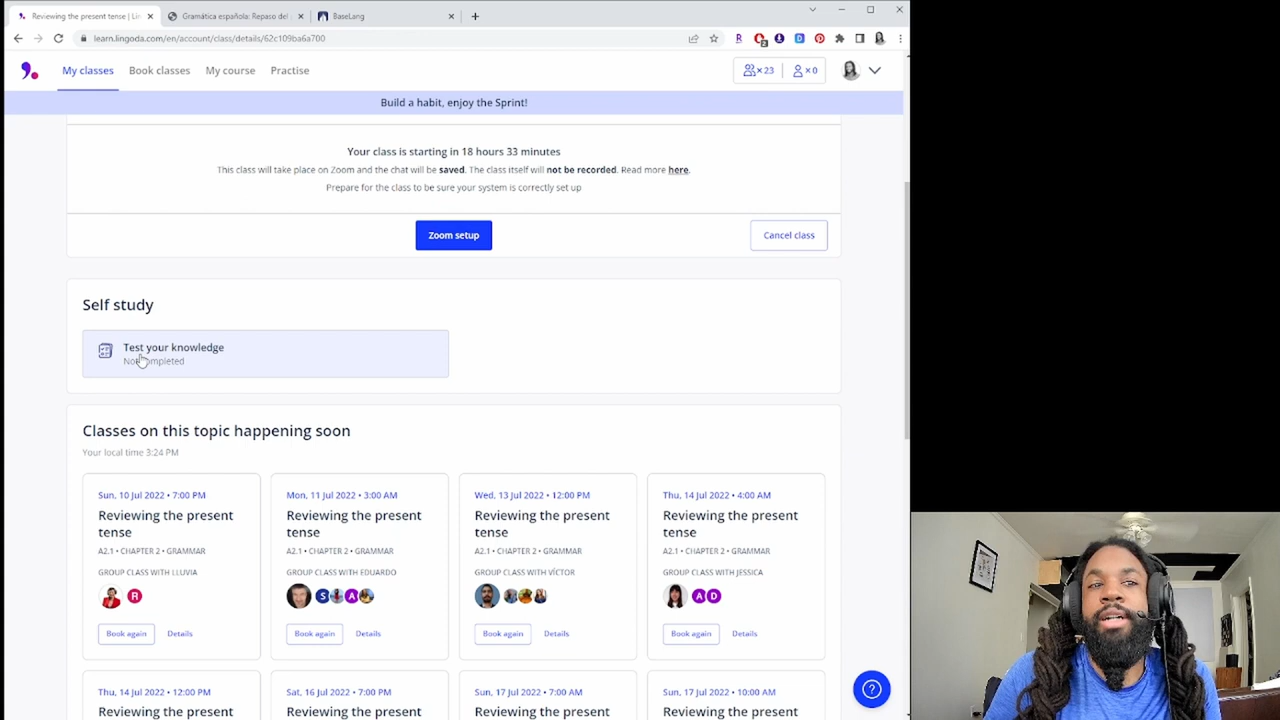 Reviewing the present tense | Lin
Gramática española: Repaso del
BaseLang
learn.lingoda.com/en/account/class/details/62c109ba6a700
My classes
Book classes
My course
Practise
×23
×0
Build a habit, enjoy the Sprint!
Your class is starting in 18 hours 33 minutes
This class will take place on Zoom and the chat will be saved. The class itself will not be recorded. Read more here.
Prepare for the class to be sure your system is correctly set up
Zoom setup
Cancel class
Self study
Test your knowledge
Not completed
Classes on this topic happening soon
Your local time 3:24 PM
Sun, 10 Jul 2022 • 7:00 PM
Reviewing the present
tense
A2.1 • CHAPTER 2 • GRAMMAR
GROUP CLASS WITH LLUVIA
R
Book again
Details
Mon, 11 Jul 2022 • 3:00 AM
Reviewing the present
tense
A2.1 • CHAPTER 2 • GRAMMAR
GROUP CLASS WITH EDUARDO
S
A
Book again
Details
Wed, 13 Jul 2022 • 12:00 PM
Reviewing the present
tense
A2.1 • CHAPTER 2 • GRAMMAR
GROUP CLASS WITH VÍCTOR
Book again
Details
Thu, 14 Jul 2022 • 4:00 AM
Reviewing the present
tense
A2.1 • CHAPTER 2 • GRAMMAR
GROUP CLASS WITH JESSICA
A
D
Book again
Details
Thu, 14 Jul 2022 • 12:00 PM
Reviewing the present
Sat, 16 Jul 2022 • 7:00 PM
Reviewing the present
Sun, 17 Jul 2022 • 7:00 AM
Reviewing the present
Sun, 17 Jul 2022 • 10:00 AM
Reviewing the present